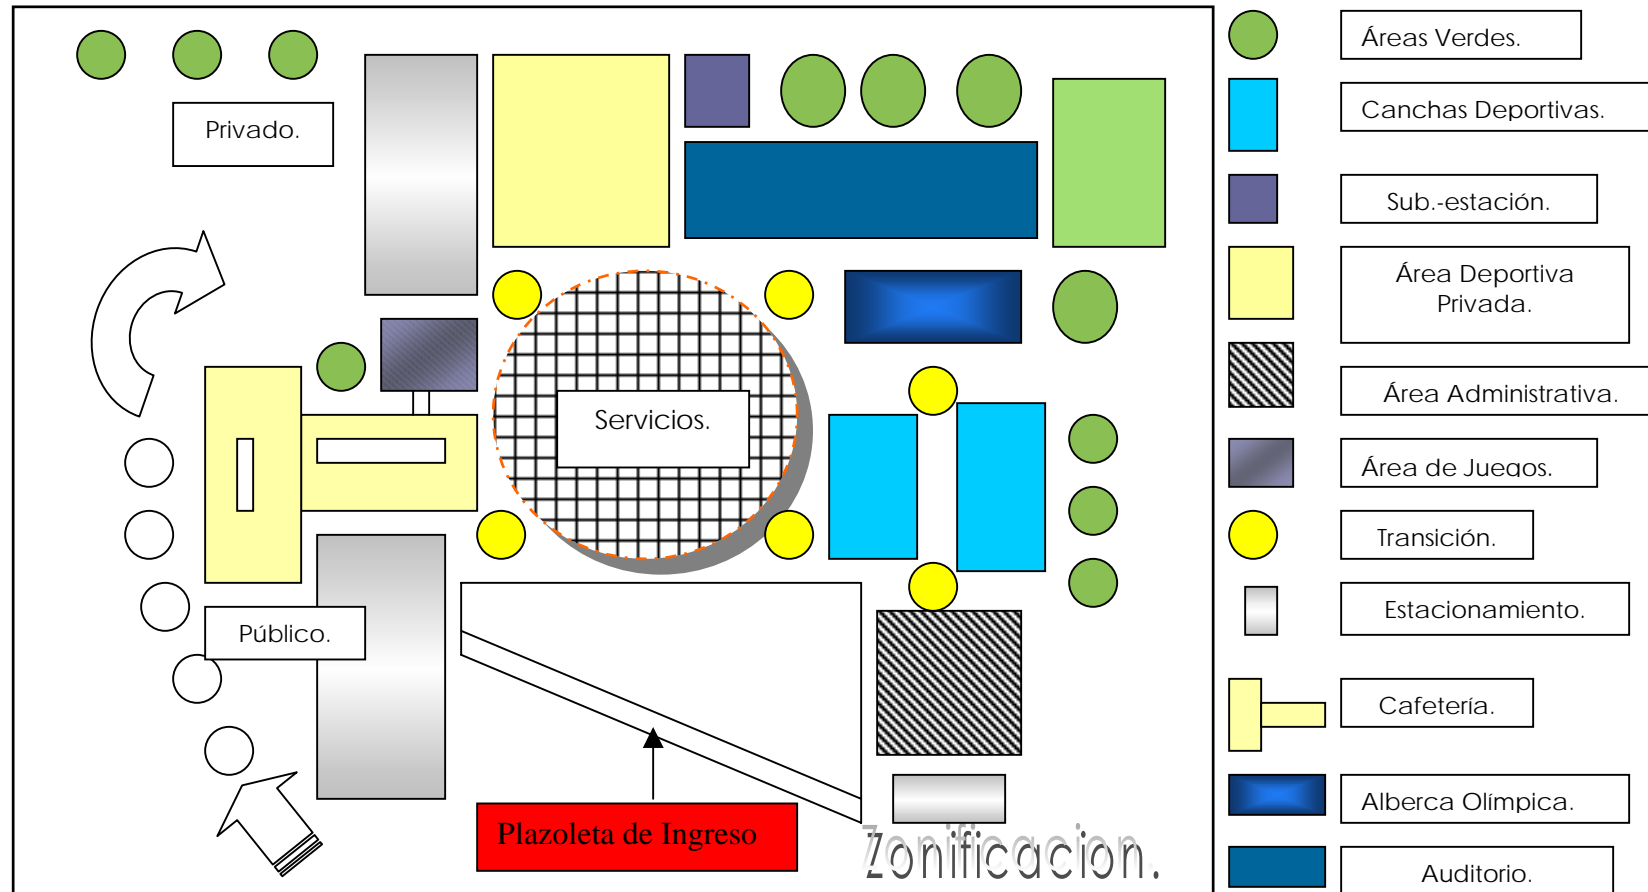 Privado.
Servicios.
Público.
Plazoleta de Ingreso
Zonificacion.
Áreas Verdes.
Canchas Deportivas.
Sub.-estación.
Área Deportiva
Privada.
Área Administrativa.
Área de Juegos.
Transición.
Estacionamiento.
Cafetería.
Alberca Olímpica.
Auditorio.